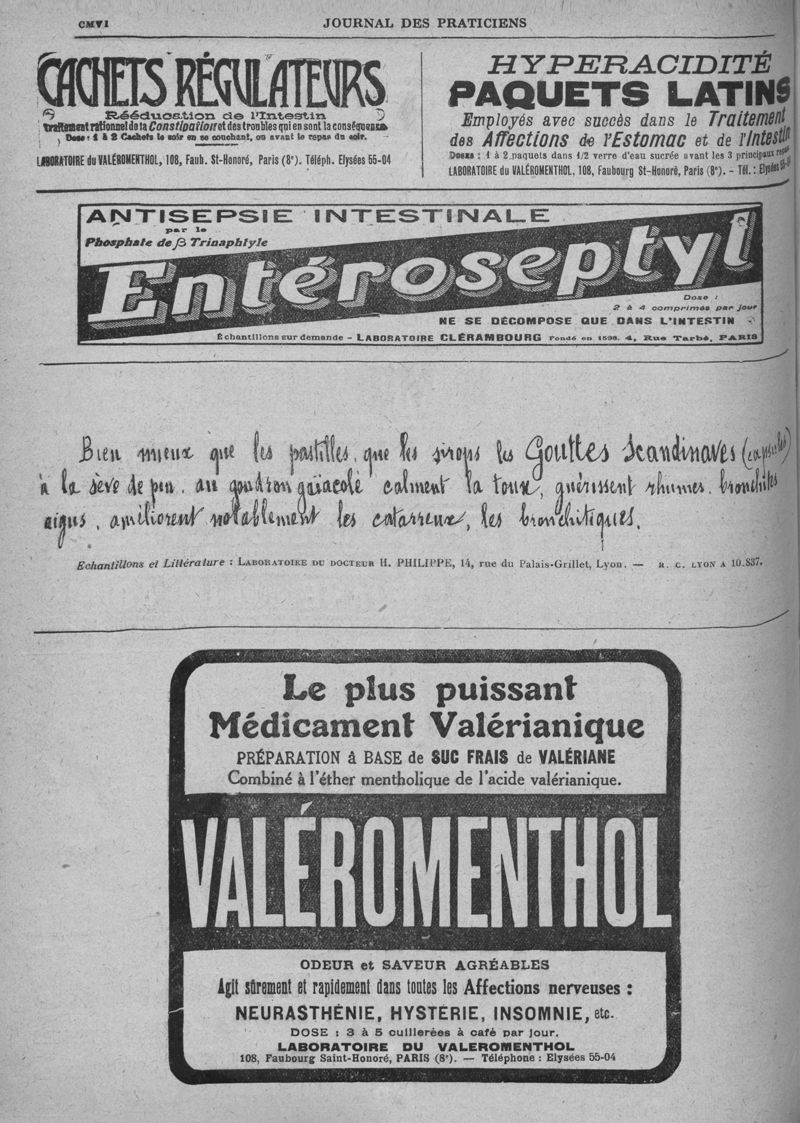 CMVI
JOURNAL DES PRATICIENS
CACHETS RÉGULATEURS
Rééducation de l'Intestin
traitement rationnel de la Constipation et des troubles qui en sont la conséquence
Dose : 1 à 2 Cachets le soir en se couchant, ou avant le repas du soir.
LABORATOIRE du VALÉROMENTHOL, 108, Faub. St-Honoré, Paris (8e). Téléph. Elysées 55-04
HYPERACIDITÉ
PAQUETS LATINS
Employés avec succès dans le Traitement
des Affections de l'Estomac et de l'Intestin
Doses : 1 à 2 paquets dans 1/2 verre d'eau sucrée avant les 3 principaux repas
LABORATOIRE du VALÉROMENTHOL, 108, Faubourg St-Honoré, Paris (8e). - Tél. : Elysées 55-04
ANTISEPSIE INTESTINALE
par le
Phosphate de β Trinaphtyle
Entéroseptyl
Dose :
2 à 4 comprimés par jour
NE SE DÉCOMPOSE QUE DANS L'INTESTIN
Échantillons sur demande - LABORATOIRE CLÉRAMBOURG Fondé en 1898. 4, Rue Tarbé, PARIS
Bien mieux que les pastilles, que les sirops les Gouttes Scandinaves (capsules)
à la sève de pin, au goudron gaïacolé calment la toux, guérissent rhumes, bronchites
aigus, améliorent notablement les catarreux, les bronchitiques.
Echantillons et Littérature : LABORATOIRE DU DOCTEUR H. PHILIPPE, 14, rue du Palais-Grillet, Lyon. — R. C. LYON A 10.837.
Le plus puissant
Médicament Valérianique
PRÉPARATION à BASE de SUC FRAIS de VALÉRIANE
Combiné à l'éther mentholique de l'acide valérianique.
VALÉROMENTHOL
ODEUR et SAVEUR AGRÉABLES
Agit sûrement et rapidement dans toutes les Affections nerveuses :
NEURASTHÉNIE, HYSTÉRIE, INSOMNIE, etc.
DOSE : 3 à 5 cuillerées à café par jour.
LABORATOIRE DU VALEROMENTHOL
108, Faubourg Saint-Honoré, PARIS (8e). — Téléphone : Elysées 55-04